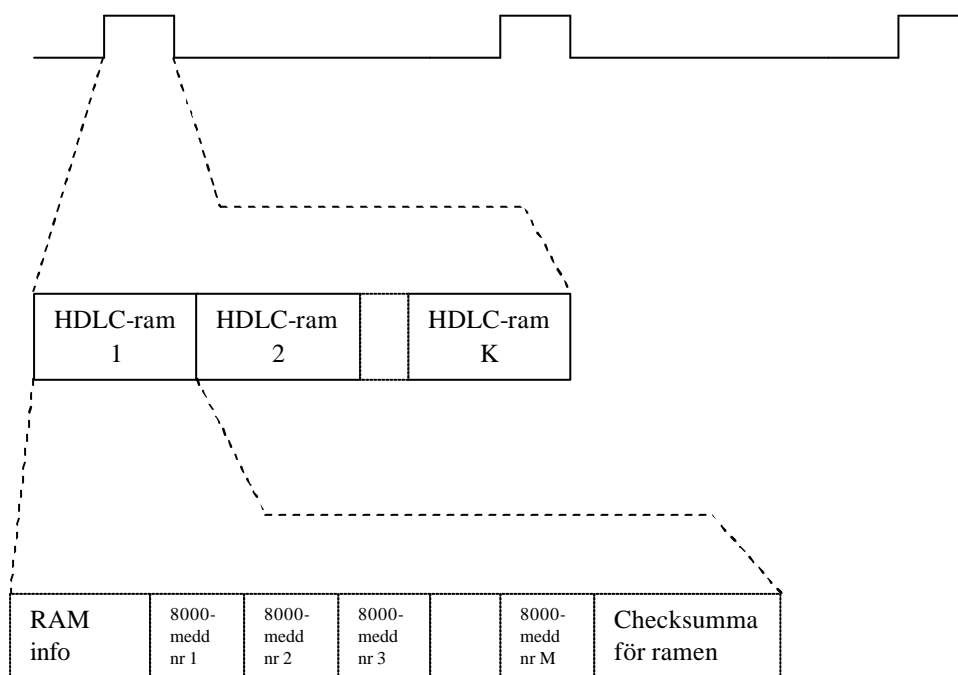 HDLC-ram
1
HDLC-ram
2
HDLC-ram
K
RAM
info
8000-
medd
nr 1
8000-
medd
nr 2
8000-
medd
nr 3
8000-
medd
nr M
Checksumma
för ramen